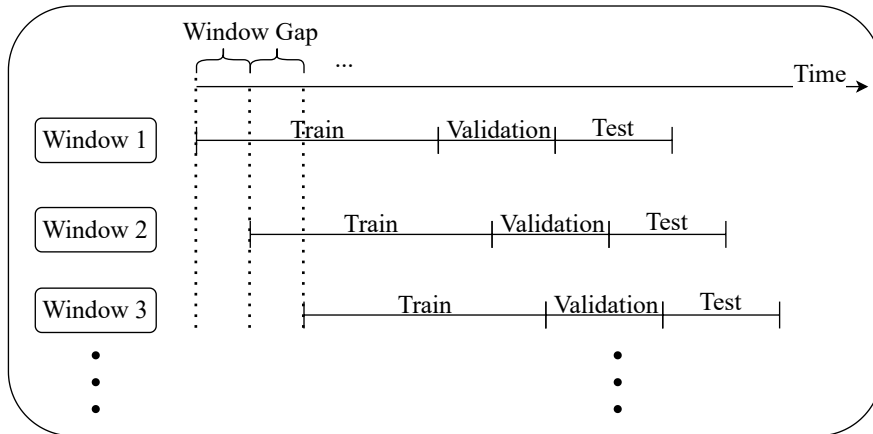 Window Gap
...
Time
Window 1
Train
Validation
Test
Window 2
Train
Validation
Test
Window 3
Train
Validation
Test